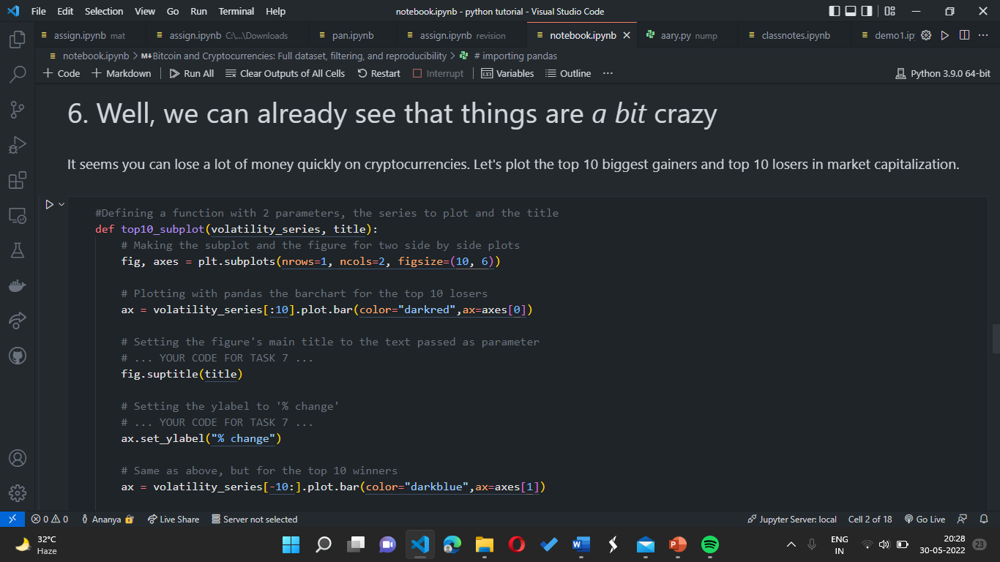 File Edit Selection View Go Run Terminal Help notebook.ipynb - python tutorial - Visual Studio Code
assign.ipynb mat assign.ipynb C:\...\Downloads pan.ipynb assign.ipynb revision notebook.ipynb aary.py nump classnotes.ipynb demo1.ip
notebook.ipynb > M↓Bitcoin and Cryptocurrencies: Full dataset, filtering, and reproducibility > # importing pandas
+ Code + Markdown Run All Clear Outputs of All Cells Restart Interrupt Variables Outline ... Python 3.9.0 64-bit
6. Well, we can already see that things are a bit crazy
It seems you can lose a lot of money quickly on cryptocurrencies. Let's plot the top 10 biggest gainers and top 10 losers in market capitalization.
#Defining a function with 2 parameters, the series to plot and the title
def top10_subplot(volatility_series, title):
# Making the subplot and the figure for two side by side plots
fig, axes = plt.subplots(nrows=1, ncols=2, figsize=(10, 6))
# Plotting with pandas the barchart for the top 10 losers
ax = volatility_series[:10].plot.bar(color="darkred",ax=axes[0])
# Setting the figure's main title to the text passed as parameter
# ... YOUR CODE FOR TASK 7 ...
fig.suptitle(title)
# Setting the ylabel to '% change'
# ... YOUR CODE FOR TASK 7 ...
ax.set_ylabel("% change")
# Same as above, but for the top 10 winners
ax = volatility_series[-10:].plot.bar(color="darkblue",ax=axes[1])
0 0 Ananya Live Share Server not selected Jupyter Server: local Cell 2 of 18 Go Live
32°C
Haze
ENG
IN
20:28
30-05-2022
23